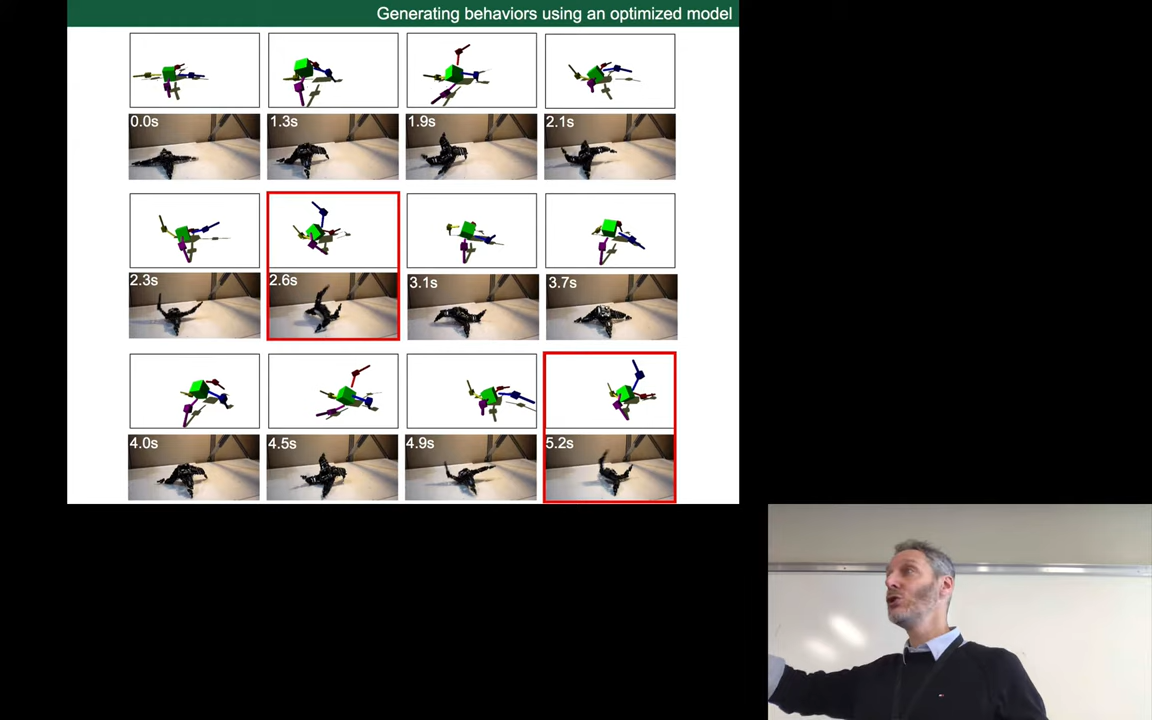 Generating behaviors using an optimized model
0.0s
1.3s
1.9s
2.1s
2.3s
2.6s
3.1s
3.7s
4.0s
4.5s
4.9s
5.2s